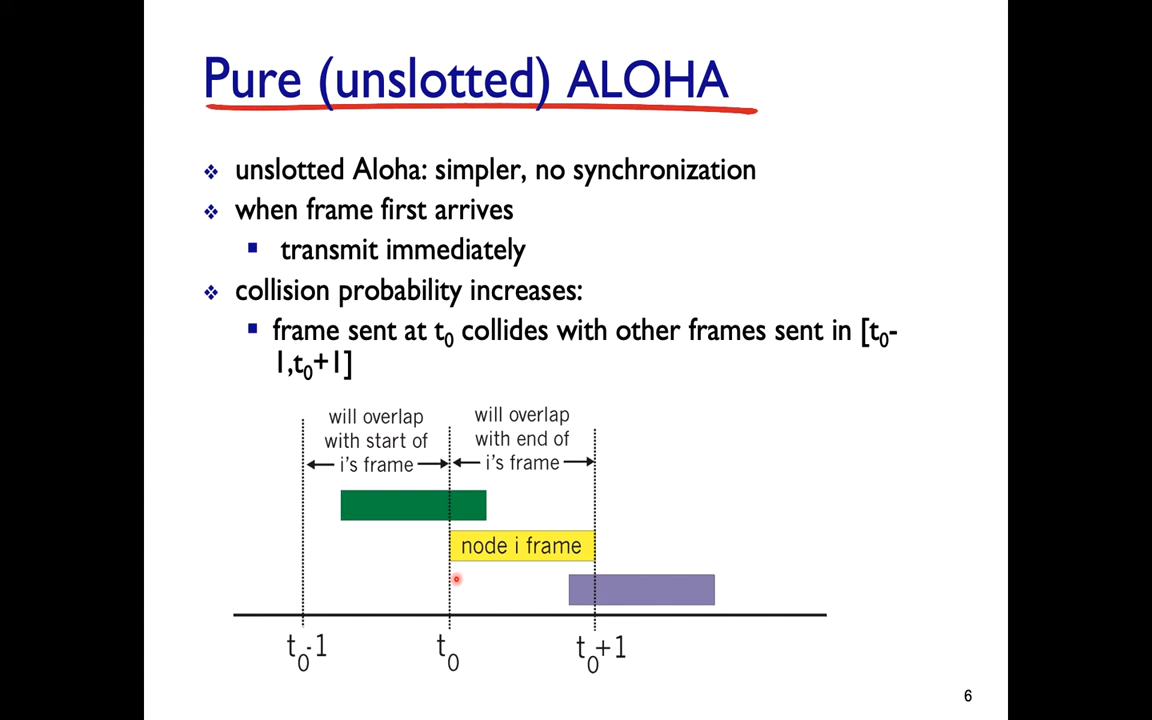 Pure (unslotted) ALOHA
unslotted Aloha: simpler, no synchronization
when frame first arrives
transmit immediately
collision probability increases:
frame sent at t₀ collides with other frames sent in [t₀-
1,t₀+1]
will overlap
with start of
i's frame
will overlap
with end of
i's frame
node i frame
t₀-1
t₀
t₀+1
6